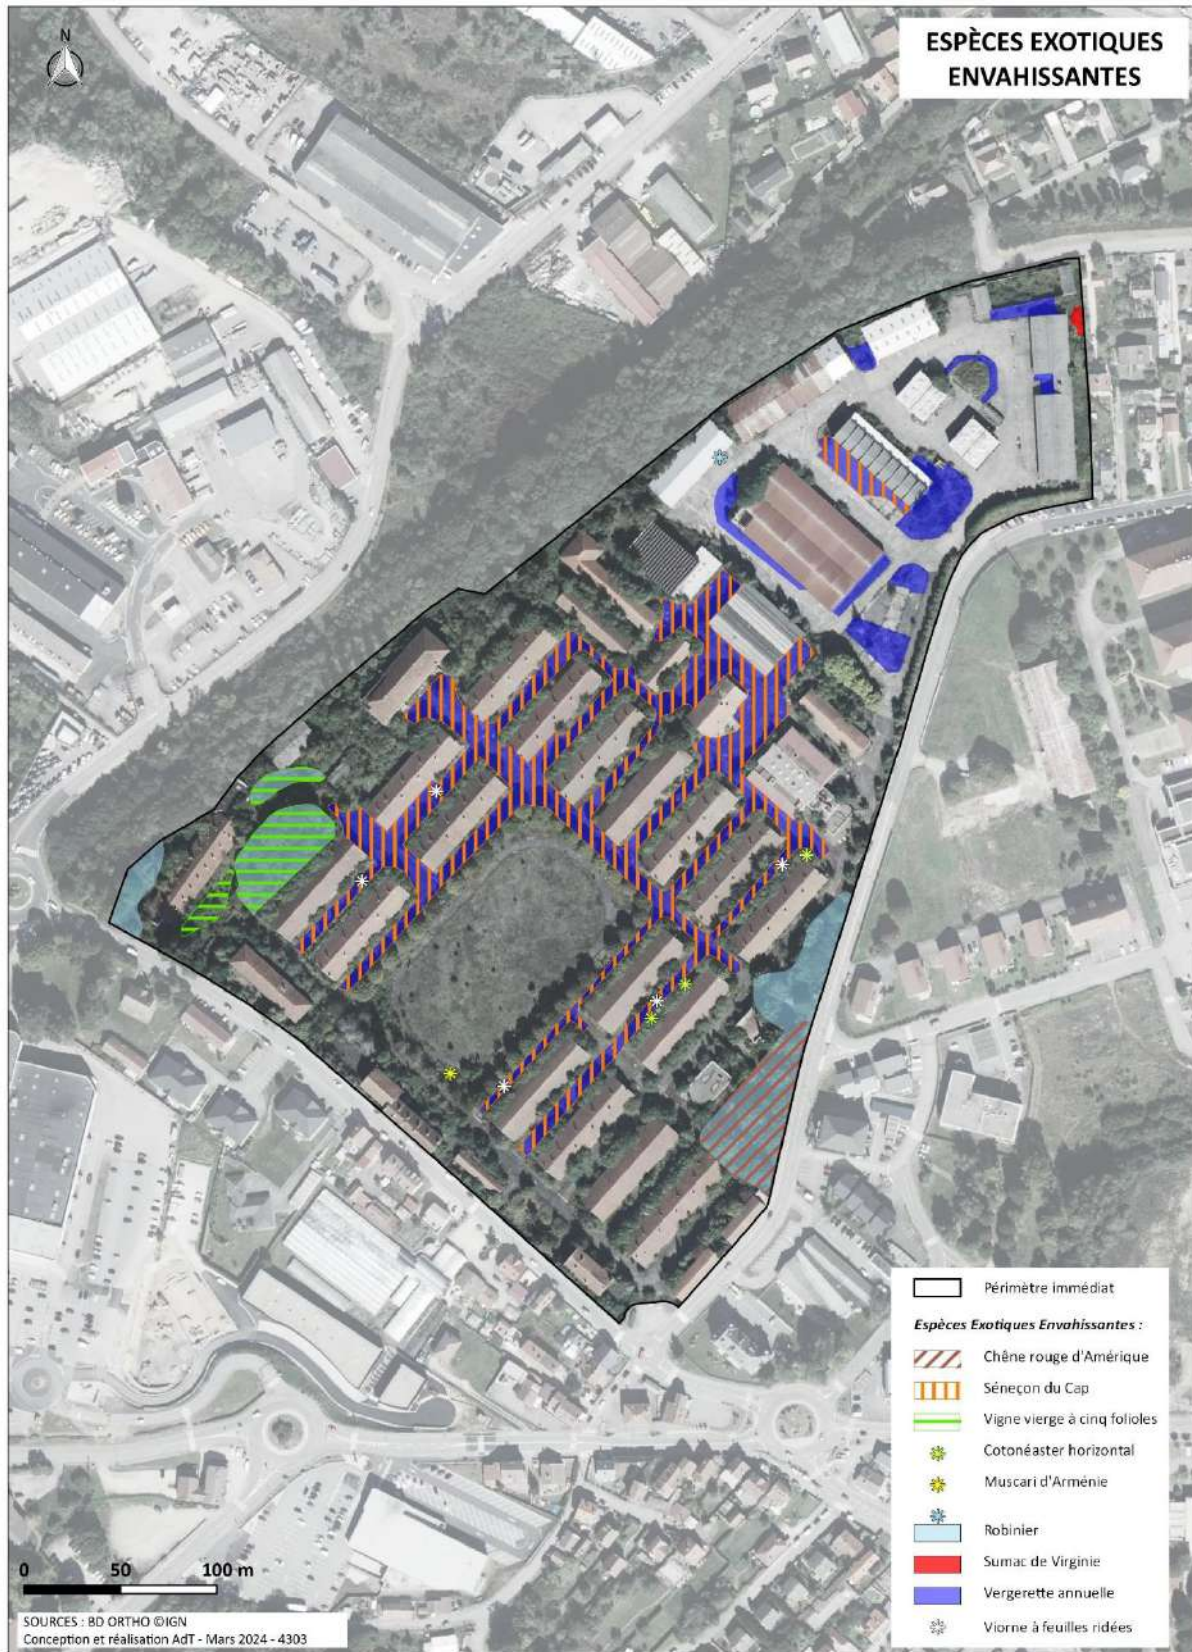 N
ESPÈCES EXOTIQUES
ENVAHISSANTES
Périmètre immédiat
Espèces Exotiques Envahissantes :
Chêne rouge d'Amérique
Séneçon du Cap
Vigne vierge à cinq folioles
Cotonéaster horizontal
Muscari d'Arménie
Robinier
Sumac de Virginie
Vergerette annuelle
Viorne à feuilles ridées
0 50 100 m
SOURCES : BD ORTHO ©IGN
Conception et réalisation AdT - Mars 2024 - 4303